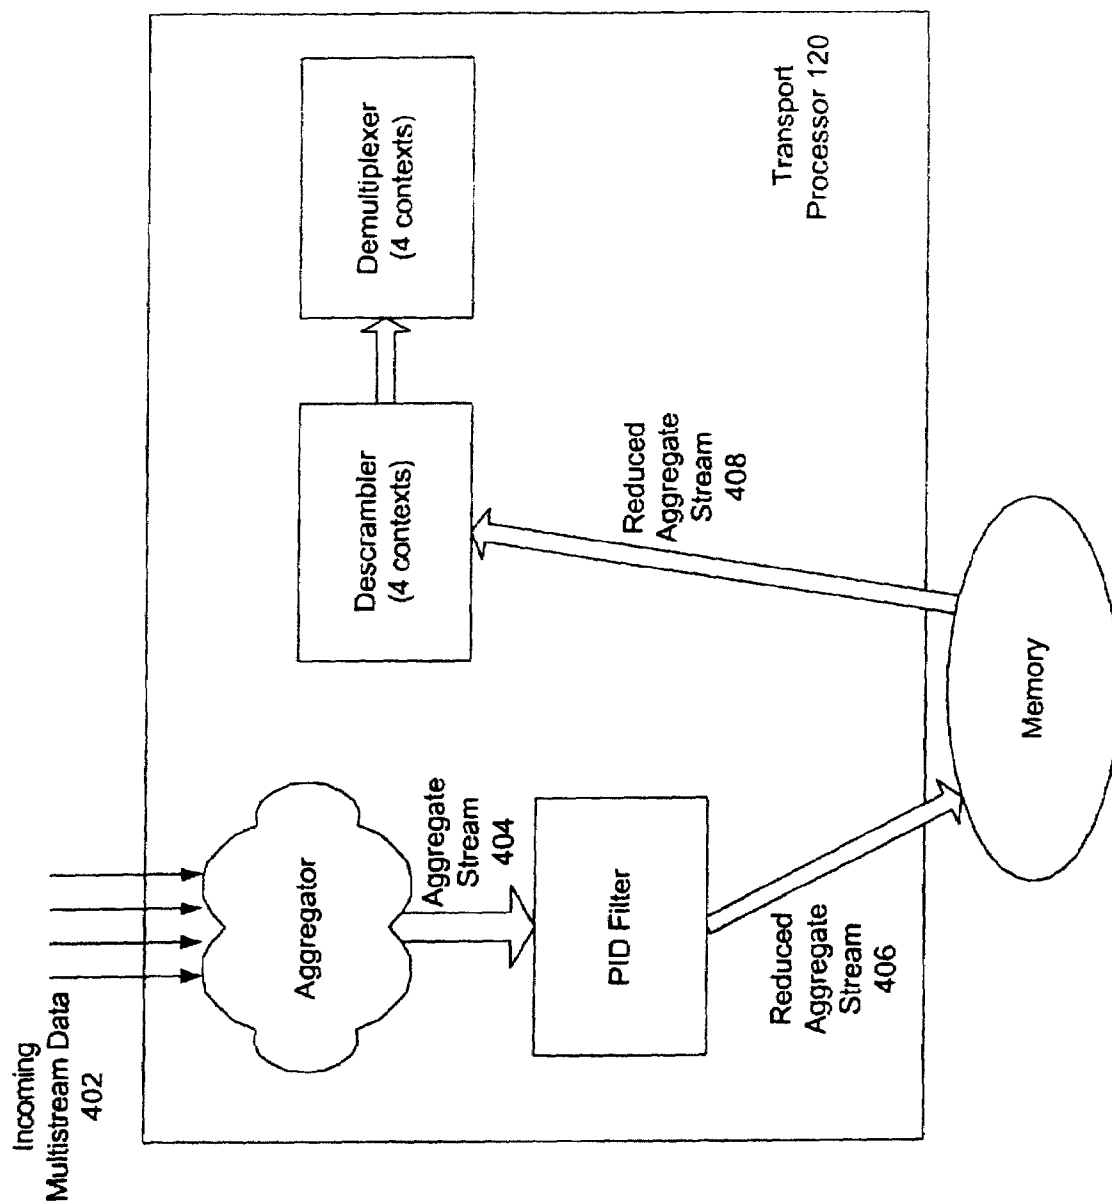 Incoming
Multistream Data
402
Aggregator
Aggregate
Stream
404
PID Filter
Reduced
Aggregate
Stream
406
Memory
Reduced
Aggregate
Stream
408
Descrambler
(4 contexts)
Demultiplexer
(4 contexts)
Transport
Processor 120